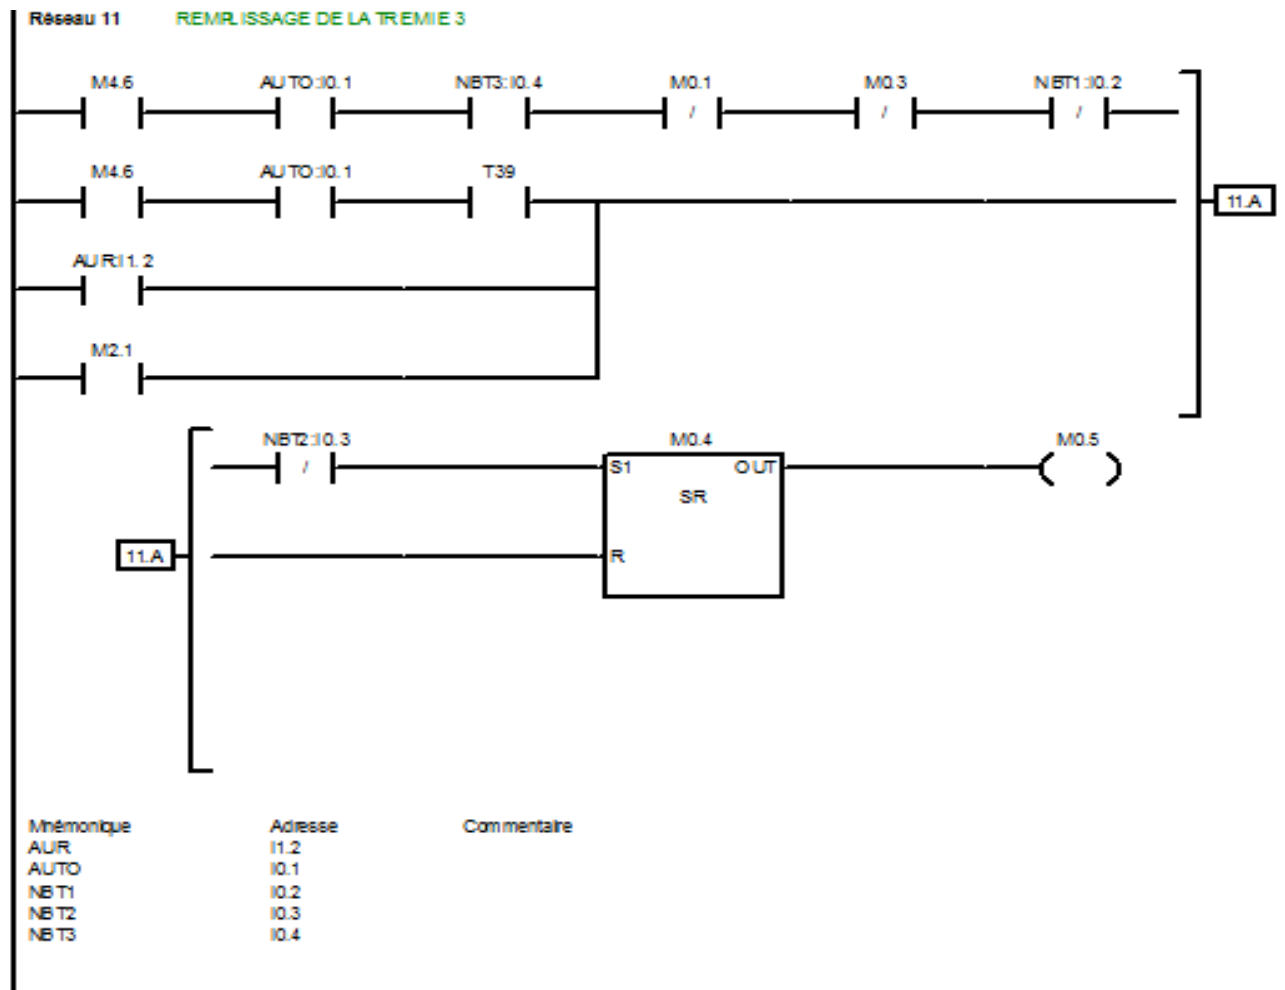 Réseau 11 REMPLISSAGE DE LA TREMIE 3
M4.6 AUTO:I0.1 NBT3:I0.4 M0.1 M0.3 NBT1:I0.2
/ / /
M4.6 AUTO:I0.1 T39
11.A
AUR:I1.2
M2.1
NBT2:I0.3 M0.4 M0.5
/ S1 OUT
SR
11.A R
Mnémonique Adresse Commentaire
AUR I1.2
AUTO I0.1
NBT1 I0.2
NBT2 I0.3
NBT3 I0.4